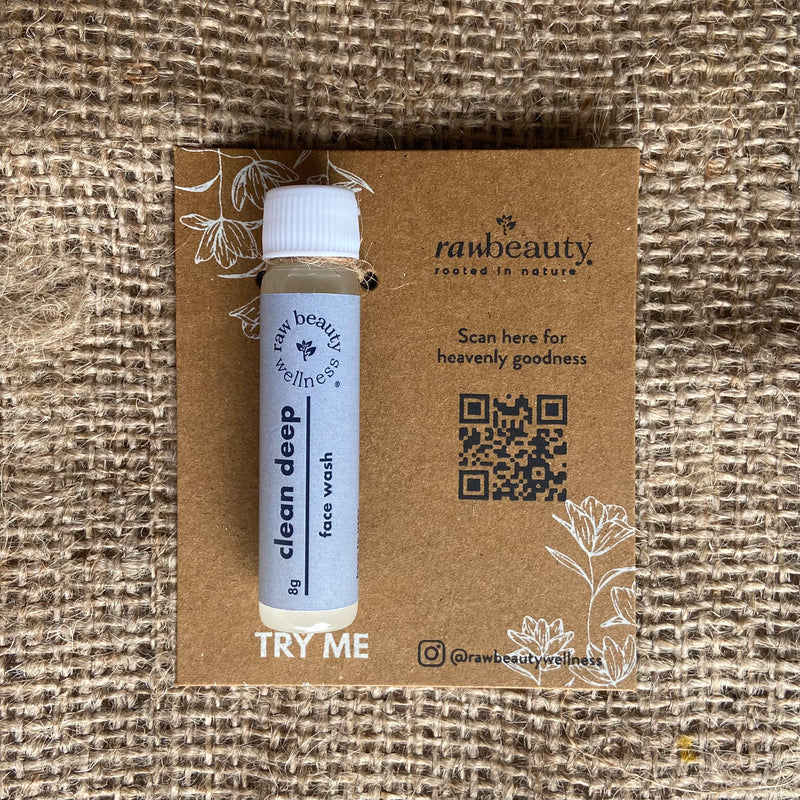 raw beauty
wellness®
clean deep
face wash
8g
TRY ME
rawbeauty
rooted in nature
Scan here for
heavenly goodness
@rawbeautywellness